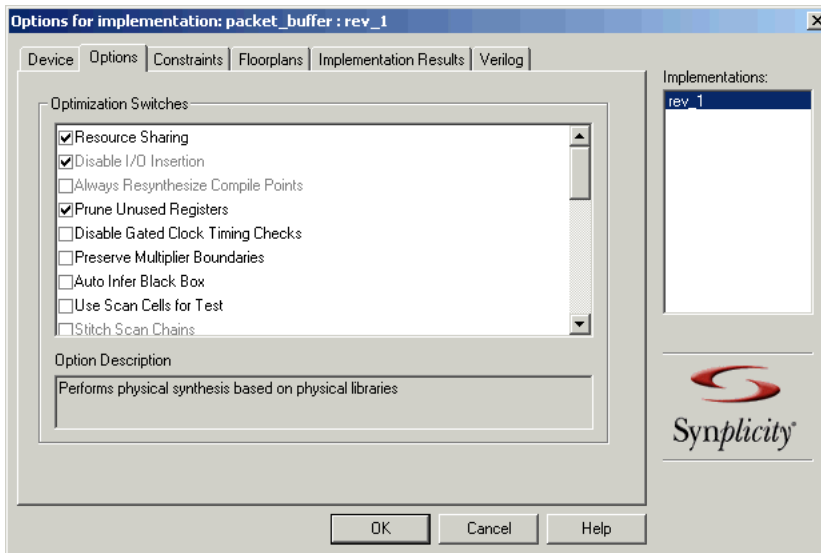 Options for implementation: packet_buffer : rev_1
Device Options Constraints Floorplans Implementation Results Verilog
Implementations:
rev_1
Optimization Switches
Resource Sharing
Disable I/O Insertion
Always Resynthesize Compile Points
Prune Unused Registers
Disable Gated Clock Timing Checks
Preserve Multiplier Boundaries
Auto Infer Black Box
Use Scan Cells for Test
Stitch Scan Chains
Option Description
Performs physical synthesis based on physical libraries
Synplicity®
OK Cancel Help